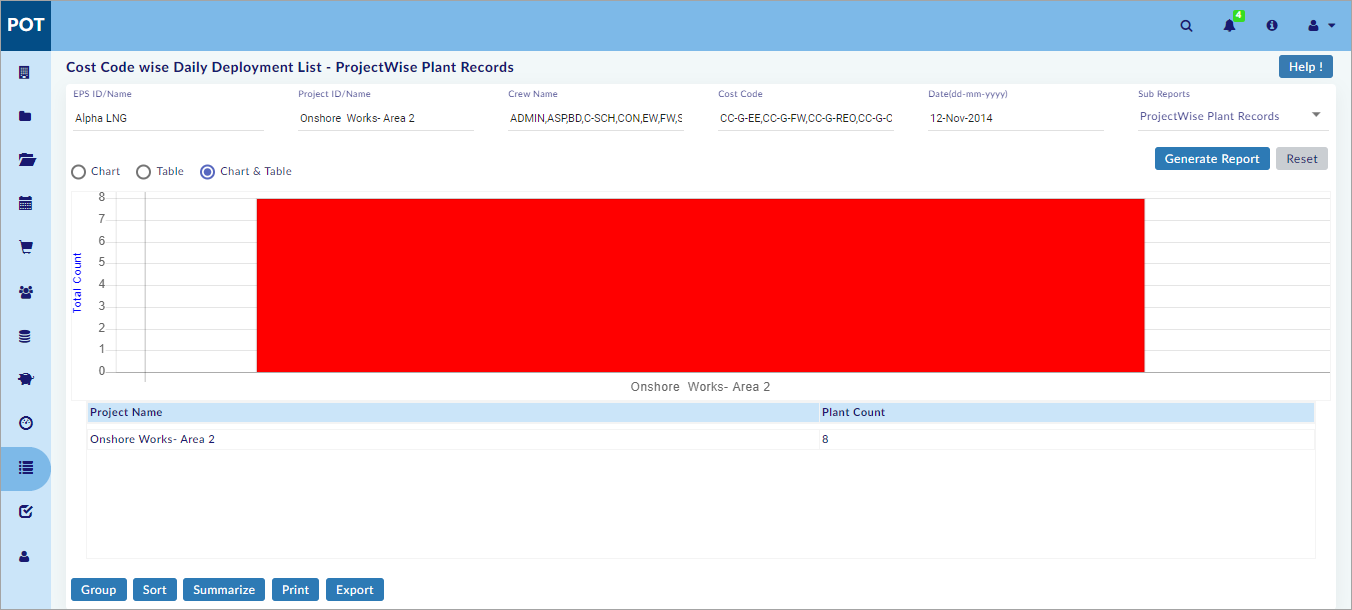 POT
4
Cost Code wise Daily Deployment List - ProjectWise Plant Records
Help !
EPS ID/Name
Project ID/Name
Crew Name
Cost Code
Date(dd-mm-yyyy)
Sub Reports
Alpha LNG
Onshore Works- Area 2
ADMIN,ASP,BD,C-SCH,CON,EW,FW,S
CC-G-EE,CC-G-FW,CC-G-REO,CC-G-C
12-Nov-2014
ProjectWise Plant Records
Generate Report
Reset
Chart
Table
Chart & Table
Total Count
8
7
6
5
4
3
2
1
0
Onshore Works- Area 2
Project Name
Plant Count
Onshore Works- Area 2
8
Group
Sort
Summarize
Print
Export